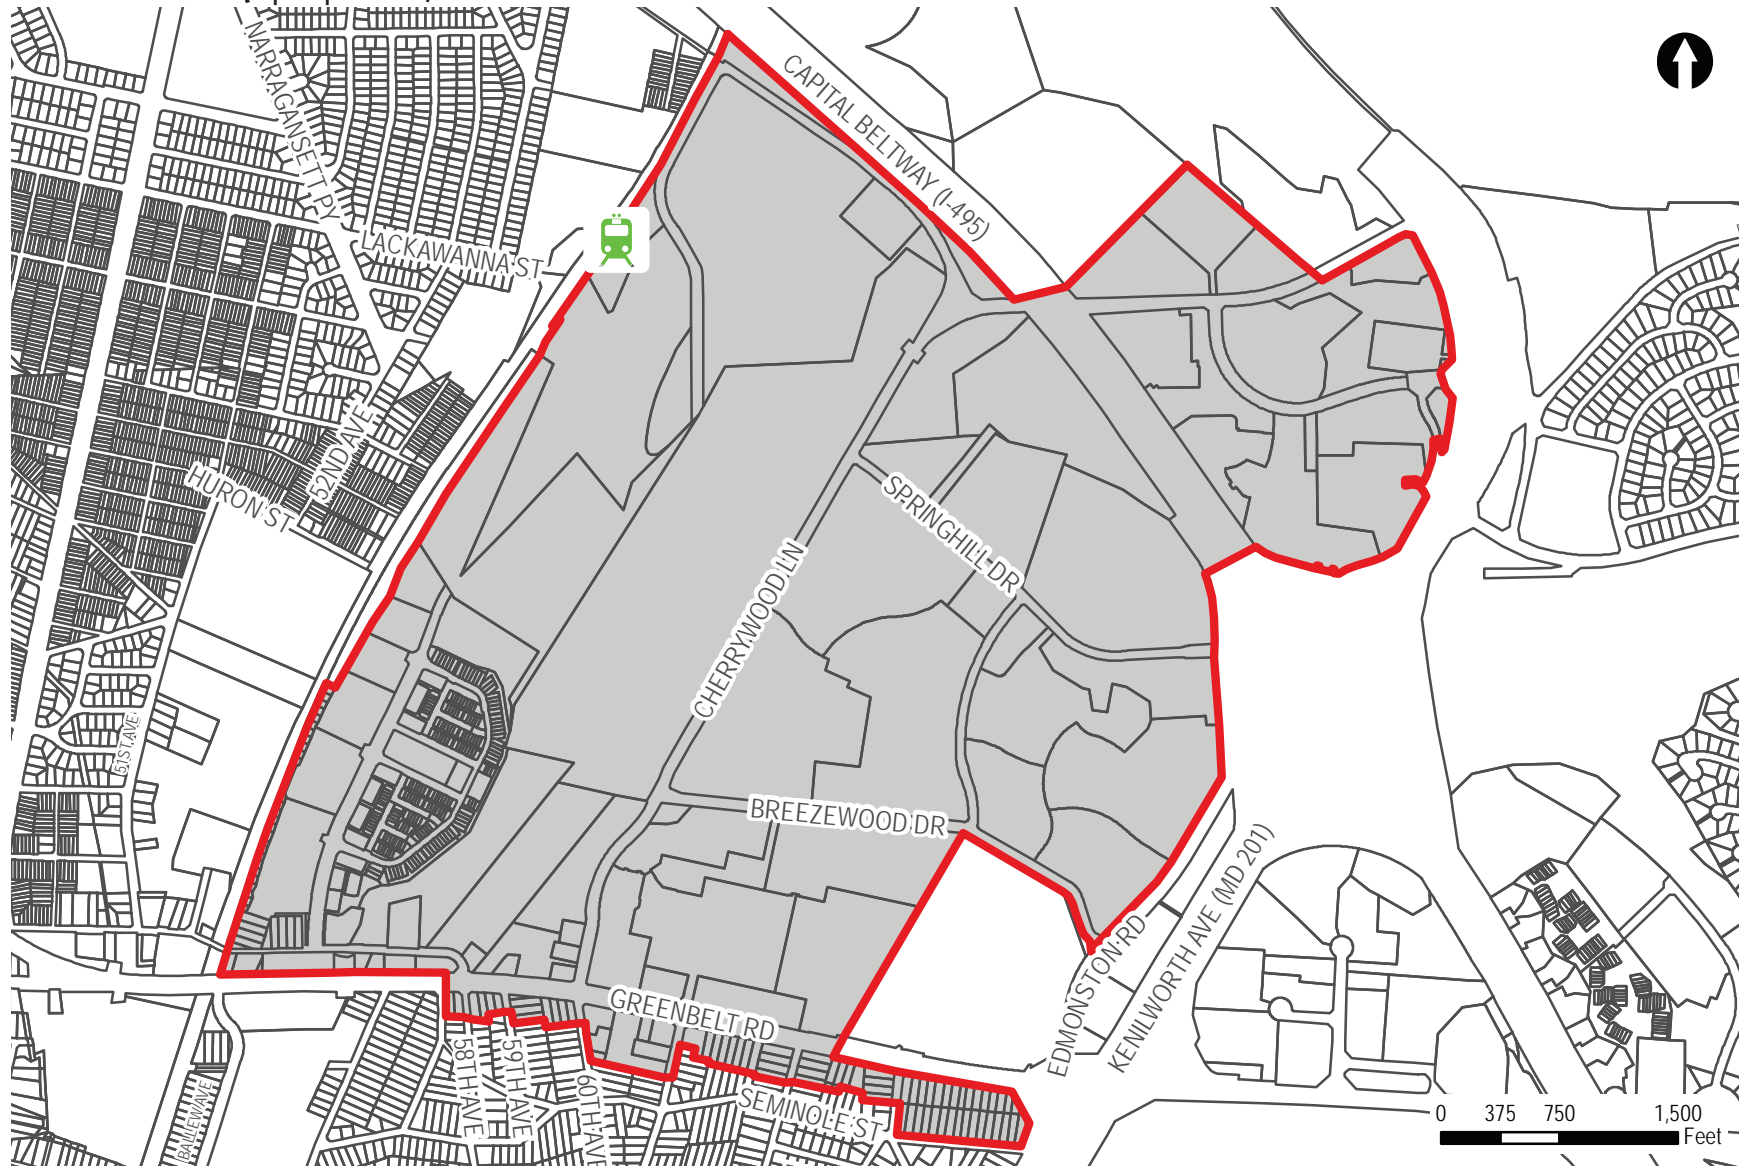 NARRAGANSETT PY
CAPITAL BELTWAY (I-495)
LACKAWANNA ST
52ND AVE
HURON ST
SPRINGHILL DR
CHERRYWOOD LN
51ST AVE
BREEZEWOOD DR
KENILWORTH AVE (MD 201)
EDMONSTON RD
GREENBELT RD
58TH AVE
59TH AVE
60TH AVE
SEMINOLE ST
BALLEW AVE
0 375 750 1,500
Feet